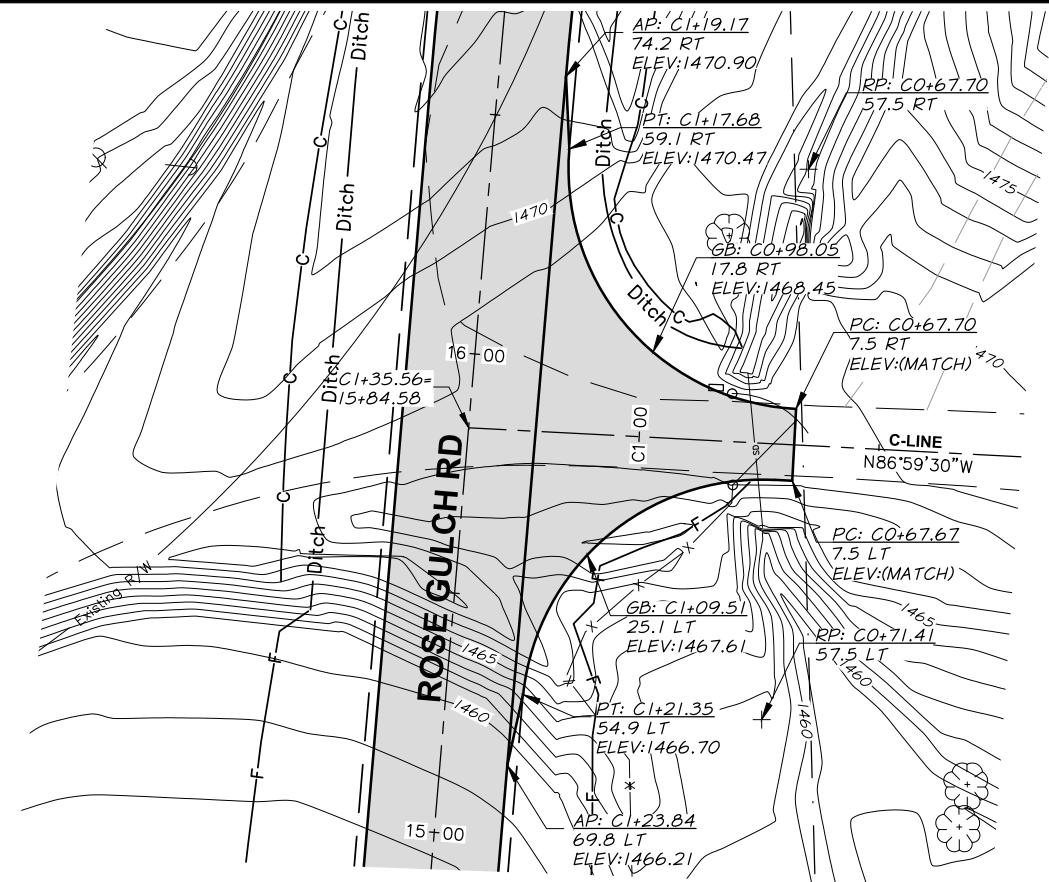 AP: C1+19.17
74.2 RT
ELEV:1470.90
RP: C0+67.70
57.5 RT
PT: C1+17.68
59.1 RT
ELEV:1470.47
C
Ditch
C
Ditch
C
C
Ditch
1475
1470
C
GB: C0+98.05
17.8 RT
ELEV:1468.45
Ditch
C
PC: C0+67.70
7.5 RT
ELEV:(MATCH)
470
16+00
C1+35.56=
15+84.58
Ditch
C
C1 00
C-LINE
N86°59'30"W
SD
ROSE GULCH RD
C
Ditch
F
PC: C0+67.67
7.5 LT
ELEV:(MATCH)
Existing R/W
F
GB: C1+09.51
25.1 LT
ELEV:1467.61
1465
RP: C0+71.41
57.5 LT
1460
1465
F
F
1460
PT: C1+21.35
54.9 LT
ELEV:1466.70
1460
F
F
15+00
AP: C1+23.84
69.8 LT
ELEV:1466.21